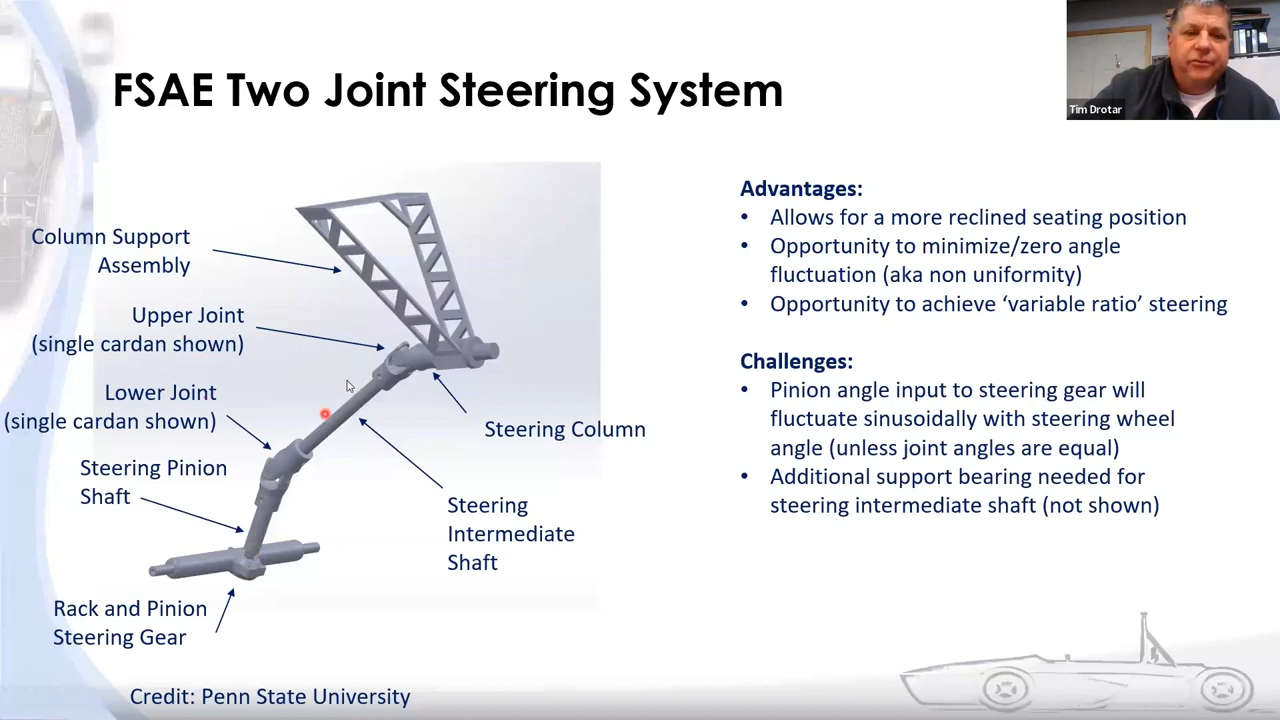 FSAE Two Joint Steering System
Tim Drotar
Column Support
Assembly
Upper Joint
(single cardan shown)
Lower Joint
(single cardan shown)
Steering Pinion
Shaft
Rack and Pinion
Steering Gear
Steering Column
Steering
Intermediate
Shaft
Credit: Penn State University
Advantages:
• Allows for a more reclined seating position
• Opportunity to minimize/zero angle
fluctuation (aka non uniformity)
• Opportunity to achieve ‘variable ratio’ steering
Challenges:
• Pinion angle input to steering gear will
fluctuate sinusoidally with steering wheel
angle (unless joint angles are equal)
• Additional support bearing needed for
steering intermediate shaft (not shown)